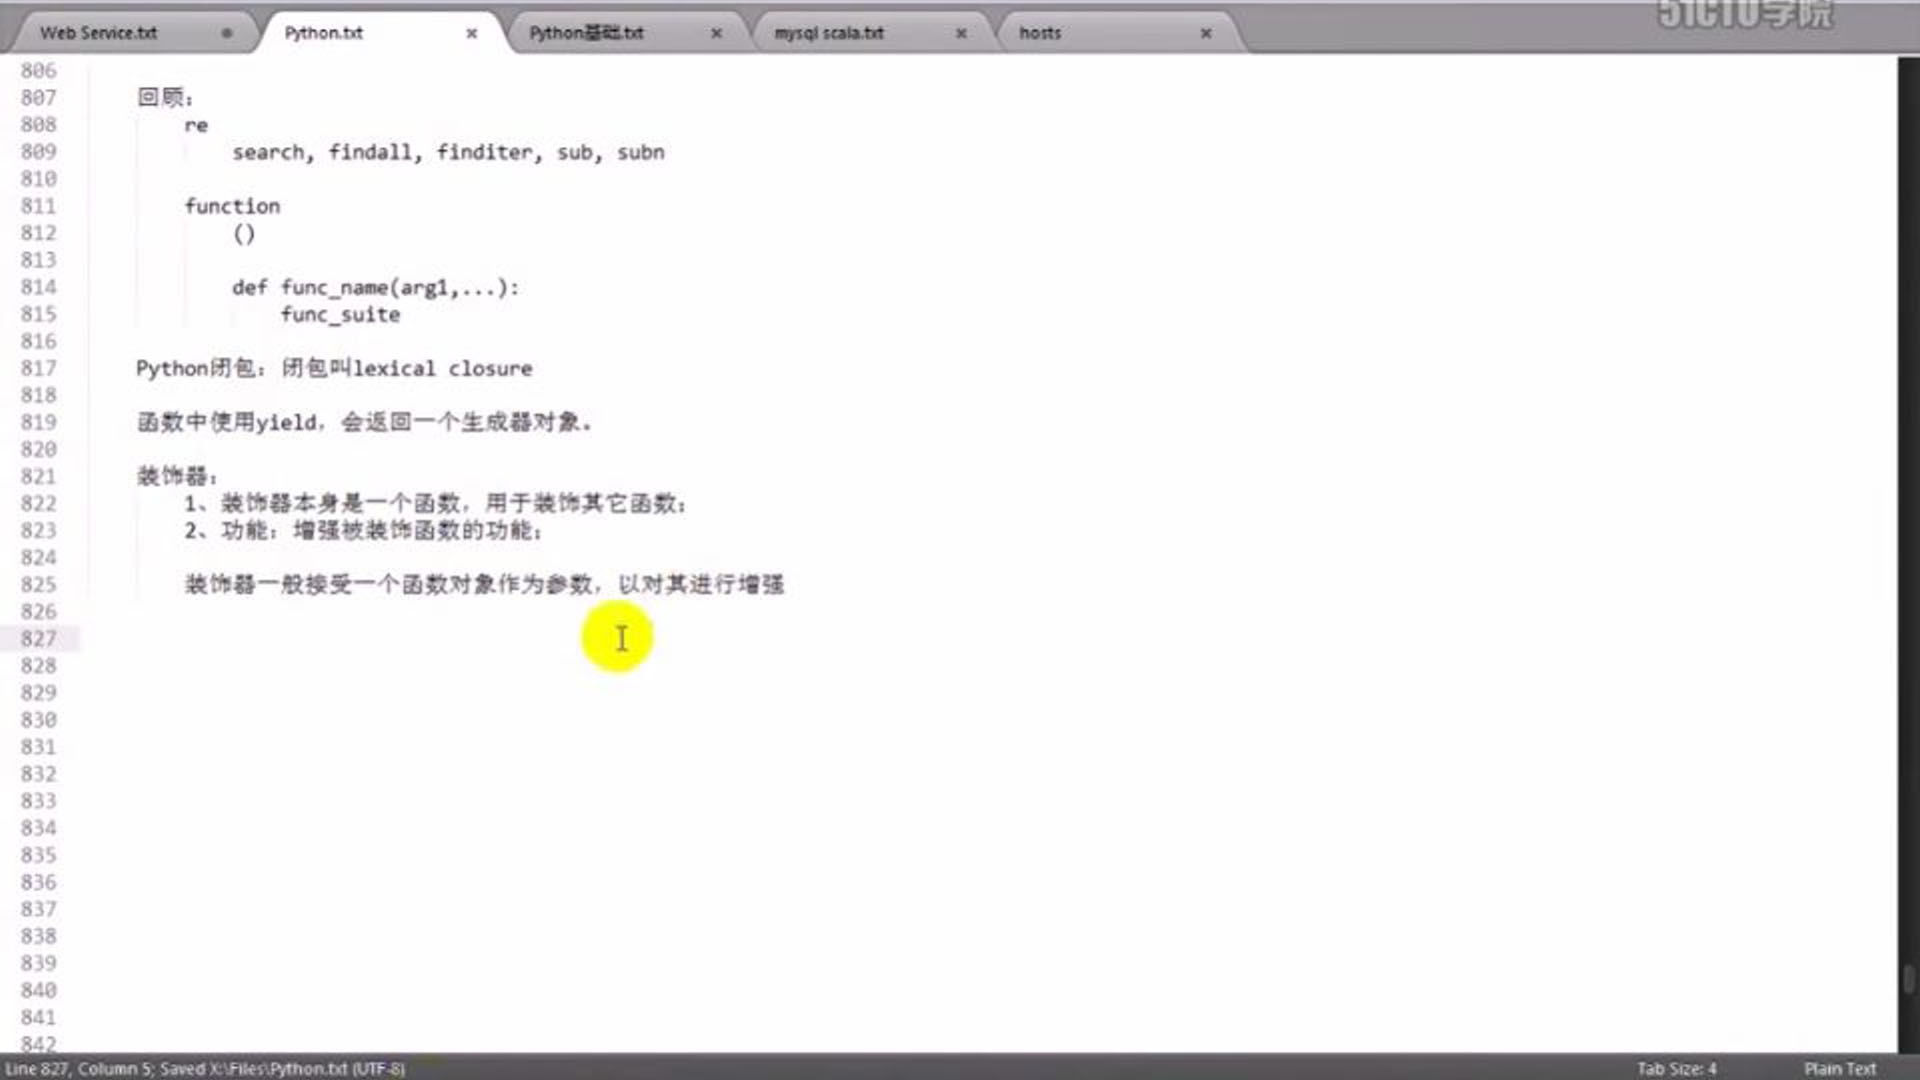 51CTO学院
Web Service.txt
Python.txt
Python基础.txt
mysql scala.txt
hosts
806
807 回顾：
808 re
809 search, findall, finditer, sub, subn
810
811 function
812 ()
813
814 def func_name(arg1,...):
815 func_suite
816
817 Python闭包：闭包叫lexical closure
818
819 函数中使用yield，会返回一个生成器对象。
820
821 装饰器：
822 1、装饰器本身是一个函数，用于装饰其它函数；
823 2、功能：增强被装饰函数的功能；
824
825 装饰器一般接受一个函数对象作为参数，以对其进行增强
826
827
828
829
830
831
832
833
834
835
836
837
838
839
840
841
842
Line 827, Column 5; Saved X:\Files\Python.txt (UTF-8)
Tab Size: 4
Plain Text